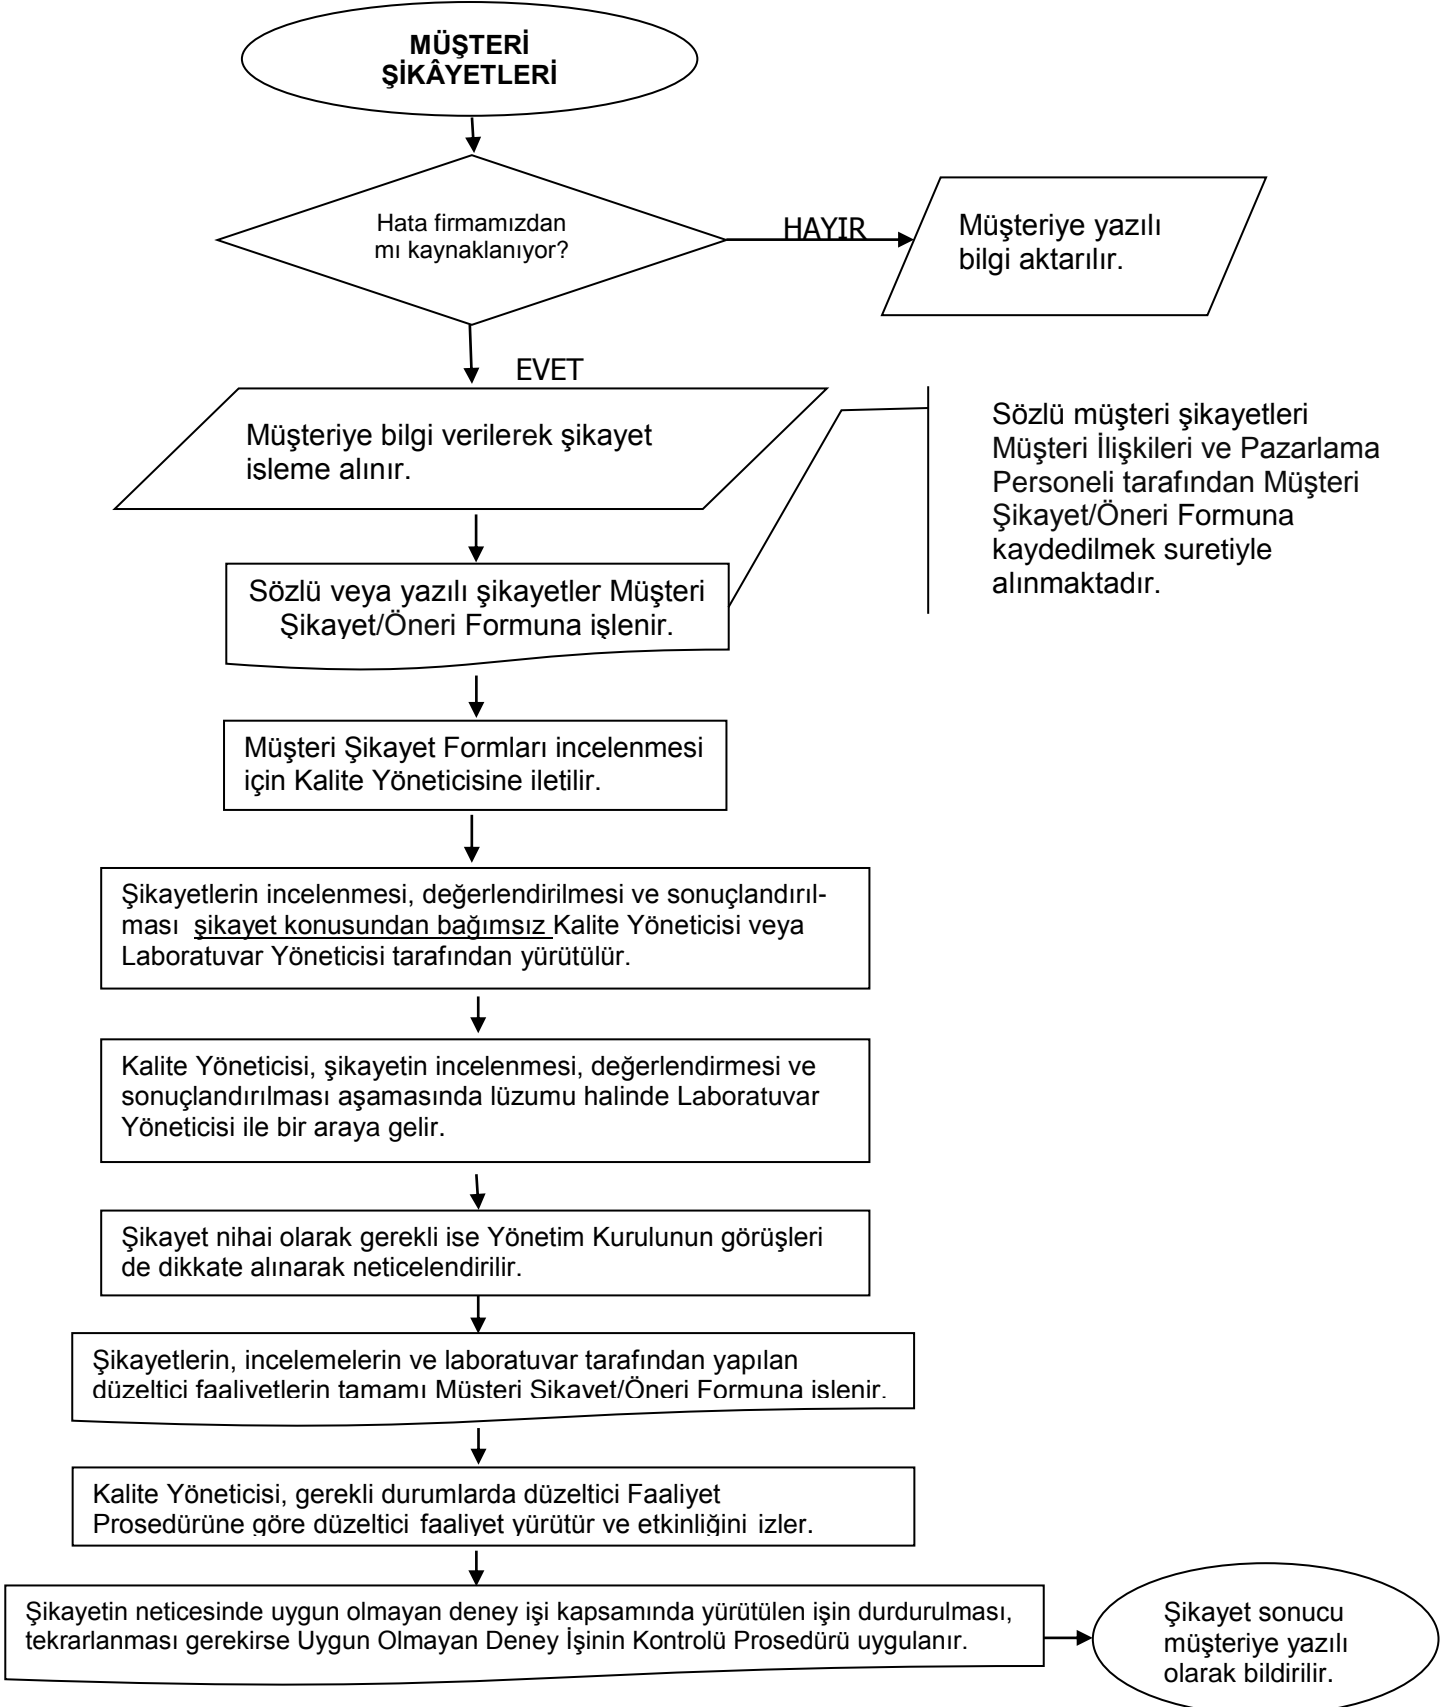 MÜŞTERİ
ŞİKÂYETLERİ
Hata firmamızdan
mı kaynaklanıyor?
HAYIR
Müşteriye yazılı
bilgi aktarılır.
EVET
Müşteriye bilgi verilerek şikayet
isleme alınır.
Sözlü müşteri şikayetleri
Müşteri İlişkileri ve Pazarlama
Personeli tarafından Müşteri
Şikayet/Öneri Formuna
kaydedilmek suretiyle
alınmaktadır.
Sözlü veya yazılı şikayetler Müşteri
Şikayet/Öneri Formuna işlenir.
Müşteri Şikayet Formları incelenmesi
için Kalite Yöneticisine iletilir.
Şikayetlerin incelenmesi, değerlendirilmesi ve sonuçlandırıl-
ması şikayet konusundan bağımsız Kalite Yöneticisi veya
Laboratuvar Yöneticisi tarafından yürütülür.
Kalite Yöneticisi, şikayetin incelenmesi, değerlendirmesi ve
sonuçlandırılması aşamasında lüzumu halinde Laboratuvar
Yöneticisi ile bir araya gelir.
Şikayet nihai olarak gerekli ise Yönetim Kurulunun görüşleri
de dikkate alınarak neticelendirilir.
Şikayetlerin, incelemelerin ve laboratuvar tarafından yapılan
düzeltici faaliyetlerin tamamı Müşteri Şikayet/Öneri Formuna işlenir.
Kalite Yöneticisi, gerekli durumlarda düzeltici Faaliyet
Prosedürüne göre düzeltici faaliyet yürütür ve etkinliğini izler.
Şikayetin neticesinde uygun olmayan deney işi kapsamında yürütülen işin durdurulması,
tekrarlanması gerekirse Uygun Olmayan Deney İşinin Kontrolü Prosedürü uygulanır.
Şikayet sonucu
müşteriye yazılı
olarak bildirilir.